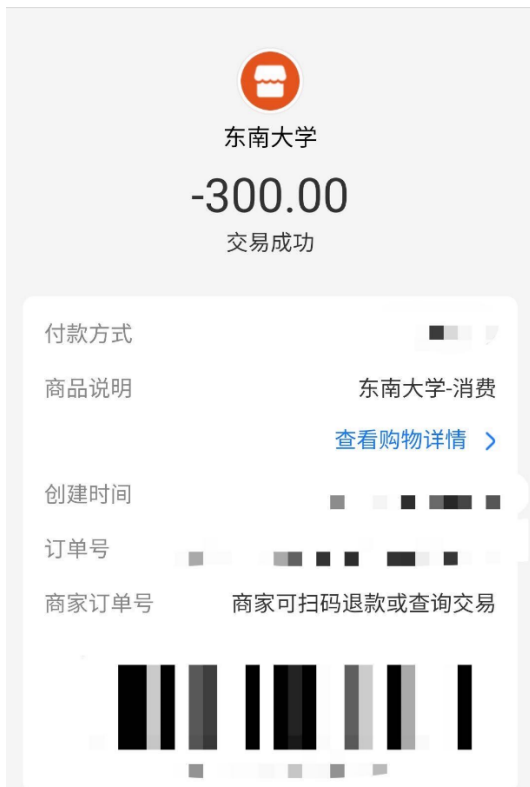 东南大学
-300.00
交易成功
付款方式
商品说明 东南大学-消费
查看购物详情 >
创建时间
订单号
商家订单号 商家可扫码退款或查询交易